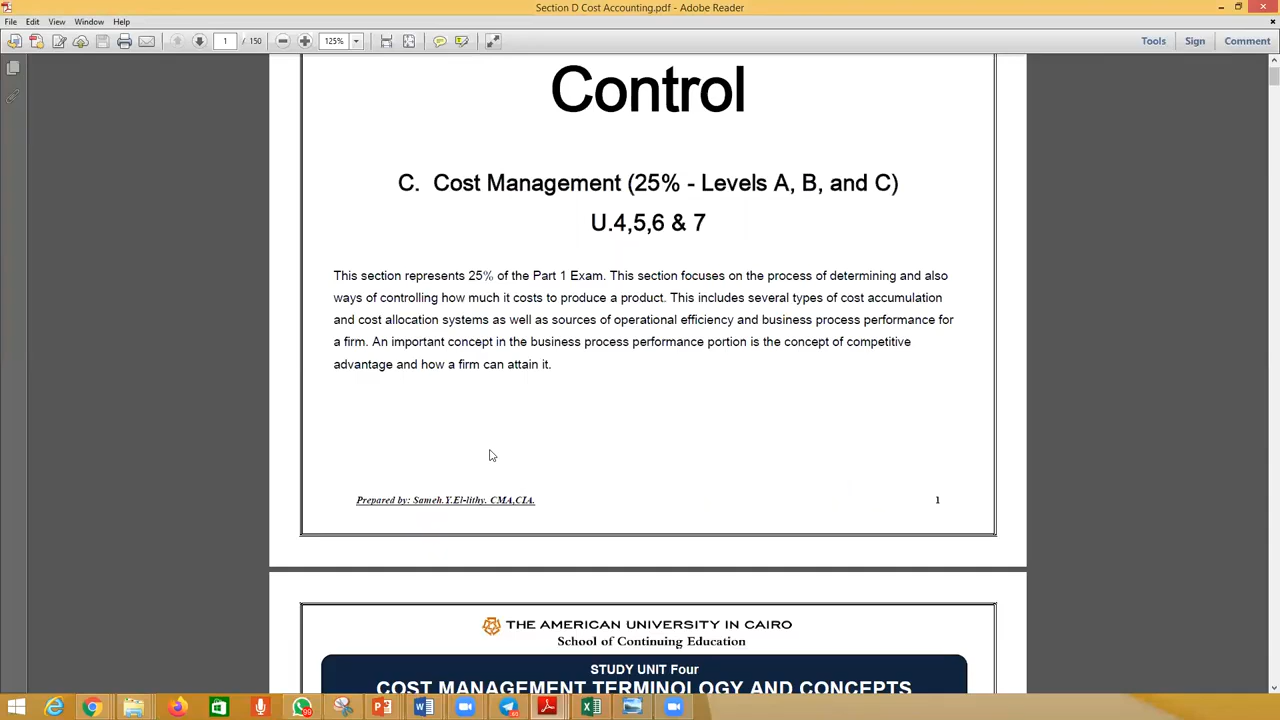 Section D Cost Accounting.pdf - Adobe Reader
File Edit View Window Help
1 / 150 125% Tools Sign Comment
Control
C. Cost Management (25% - Levels A, B, and C)
U.4,5,6 & 7
This section represents 25% of the Part 1 Exam. This section focuses on the process of determining and also
ways of controlling how much it costs to produce a product. This includes several types of cost accumulation
and cost allocation systems as well as sources of operational efficiency and business process performance for
a firm. An important concept in the business process performance portion is the concept of competitive
advantage and how a firm can attain it.
Prepared by: Sameh.Y.El-lithy. CMA,CIA. 1
THE AMERICAN UNIVERSITY IN CAIRO
School of Continuing Education
STUDY UNIT Four
COST MANAGEMENT TERMINOLOGY AND CONCEPTS